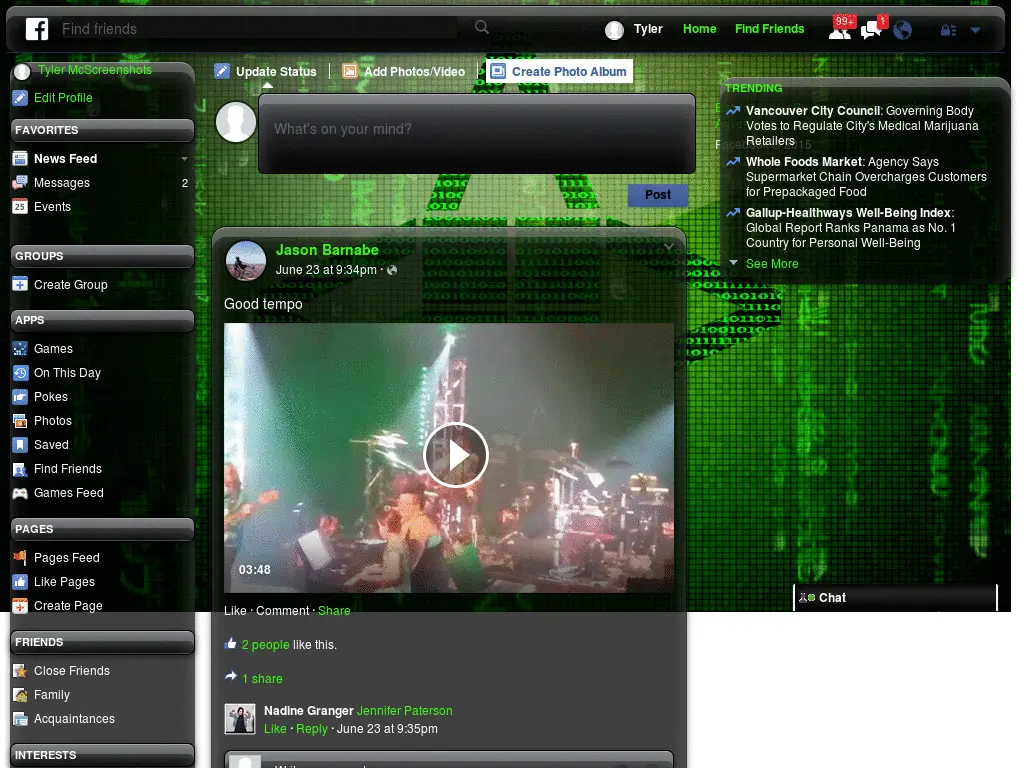 Find friends
Tyler
Home
Find Friends
99+
Tyler McScreenshots
Edit Profile
FAVORITES
News Feed
Messages
2
25
Events
GROUPS
Create Group
APPS
Games
On This Day
Pokes
Photos
Saved
Find Friends
Games Feed
PAGES
Pages Feed
Like Pages
Create Page
FRIENDS
Close Friends
Family
Acquaintances
INTERESTS
Update Status
Add Photos/Video
Create Photo Album
What's on your mind?
Post
Jason Barnabe
June 23 at 9:34pm ·
Good tempo
03:48
Like · Comment · Share
2 people like this.
1 share
Nadine Granger Jennifer Paterson
Like · Reply · June 23 at 9:35pm
TRENDING
Vancouver City Council: Governing Body
Votes to Regulate City's Medical Marijuana
Retailers
Whole Foods Market: Agency Says
Supermarket Chain Overcharges Customers
for Prepackaged Food
Gallup-Healthways Well-Being Index:
Global Report Ranks Panama as No. 1
Country for Personal Well-Being
See More
Chat